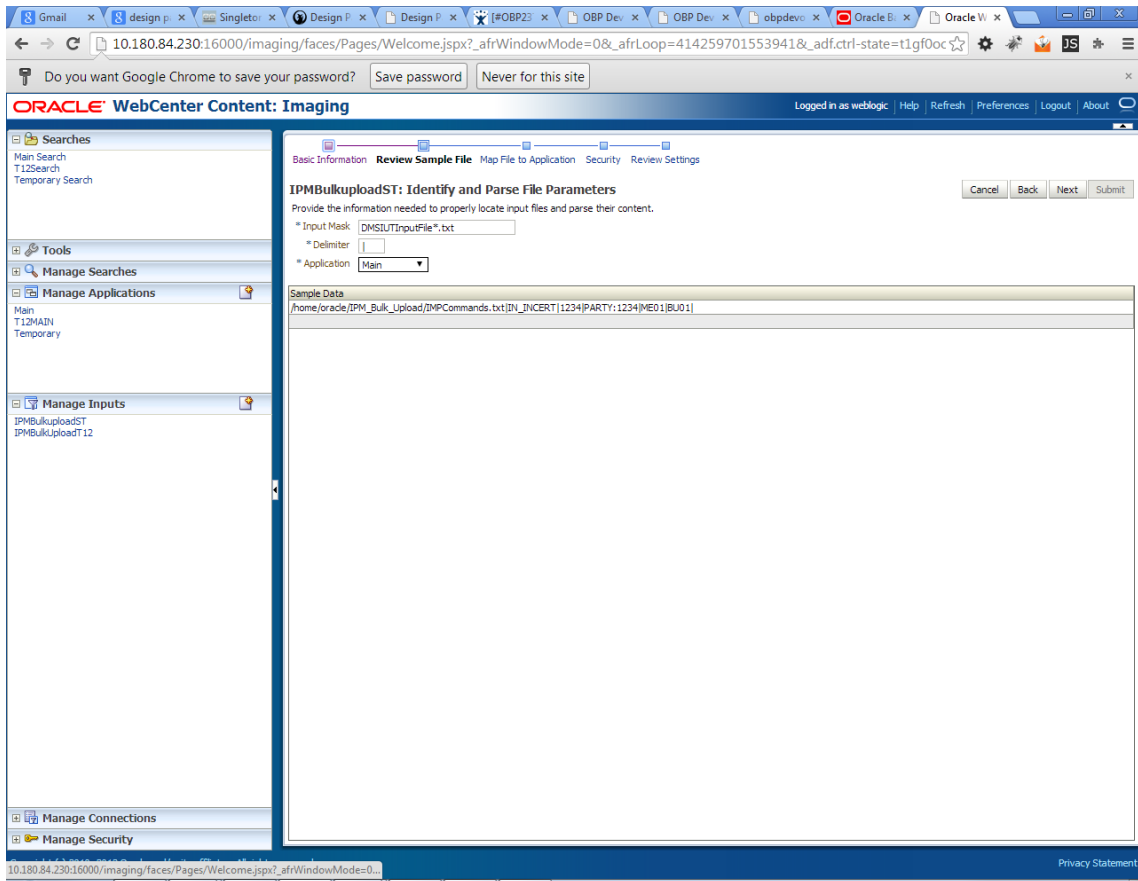 Gmail
design p
Singleton
Design P
Design P
[#OBP23
OBP Dev
OBP Dev
obpdevo
Oracle B
Oracle W
10.180.84.230:16000/imaging/faces/Pages/Welcome.jspx?_afrWindowMode=0&_afrLoop=414259701553941&_adf.ctrl-state=t1gf0oc
JS
Do you want Google Chrome to save your password? Save password Never for this site
ORACLE WebCenter Content: Imaging
Logged in as weblogic | Help | Refresh | Preferences | Logout | About
Searches
Main Search
T12Search
Temporary Search
Tools
Manage Searches
Manage Applications
Main
T12MAIN
Temporary
Manage Inputs
IPMBulkuploadST
IPMBulkUploadT12
Manage Connections
Manage Security
Basic Information Review Sample File Map File to Application Security Review Settings
IPMBulkuploadST: Identify and Parse File Parameters
Cancel Back Next Submit
Provide the information needed to properly locate input files and parse their content.
* Input Mask DMSIUTInputFile*.txt
* Delimiter |
* Application Main
Sample Data
/home/oracle/IPM_Bulk_Upload/IMPCommands.txt|IN_INCERT|1234|PARTY:1234|ME01|BU01|
10.180.84.230:16000/imaging/faces/Pages/Welcome.jspx?_afrWindowMode=0...
Privacy Statement